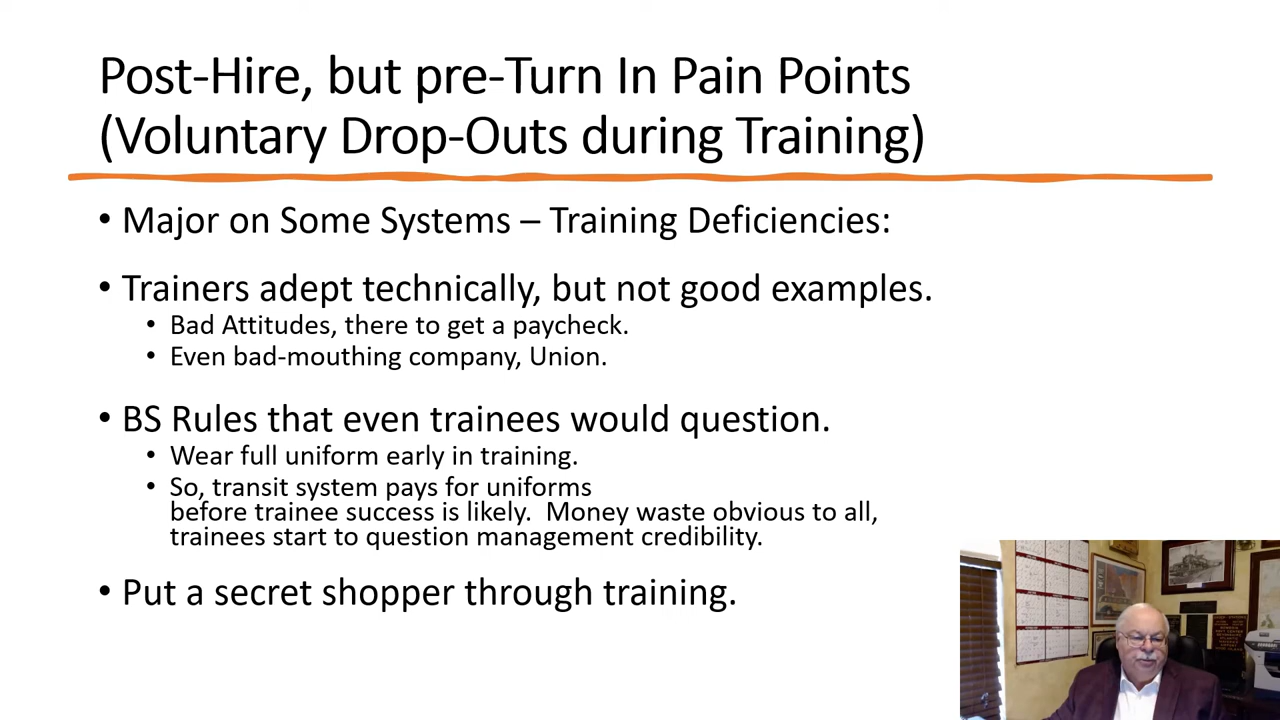 Post-Hire, but pre-Turn In Pain Points
(Voluntary Drop-Outs during Training)
• Major on Some Systems – Training Deficiencies:
• Trainers adept technically, but not good examples.
• Bad Attitudes, there to get a paycheck.
• Even bad-mouthing company, Union.
• BS Rules that even trainees would question.
• Wear full uniform early in training.
• So, transit system pays for uniforms
before trainee success is likely.  Money waste obvious to all,
trainees start to question management credibility.
• Put a secret shopper through training.